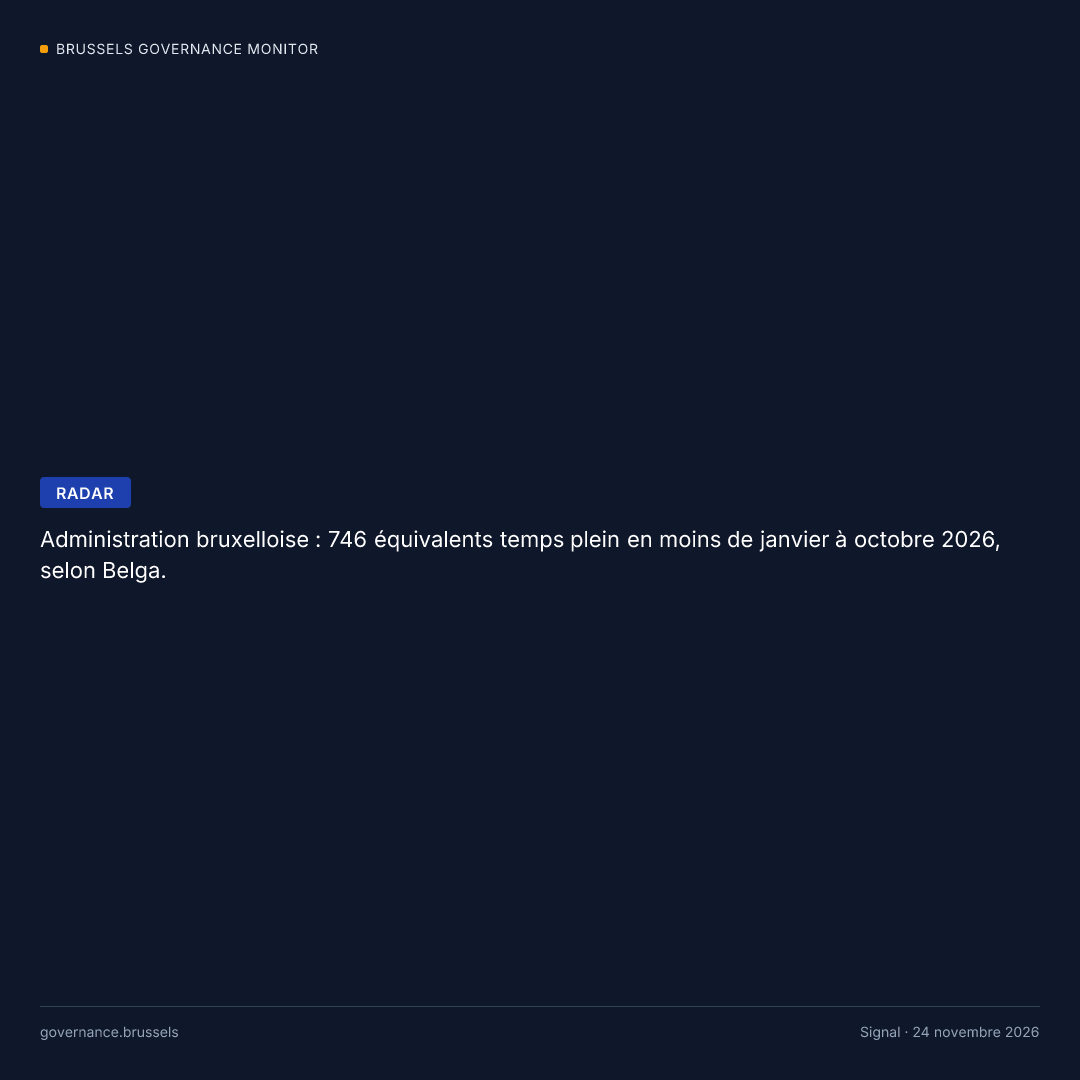 BRUSSELS GOVERNANCE MONITOR
RADAR
Administration bruxelloise : 746 équivalents temps plein en moins de janvier à octobre 2026,
selon Belga.
governance.brussels
Signal · 24 novembre 2026